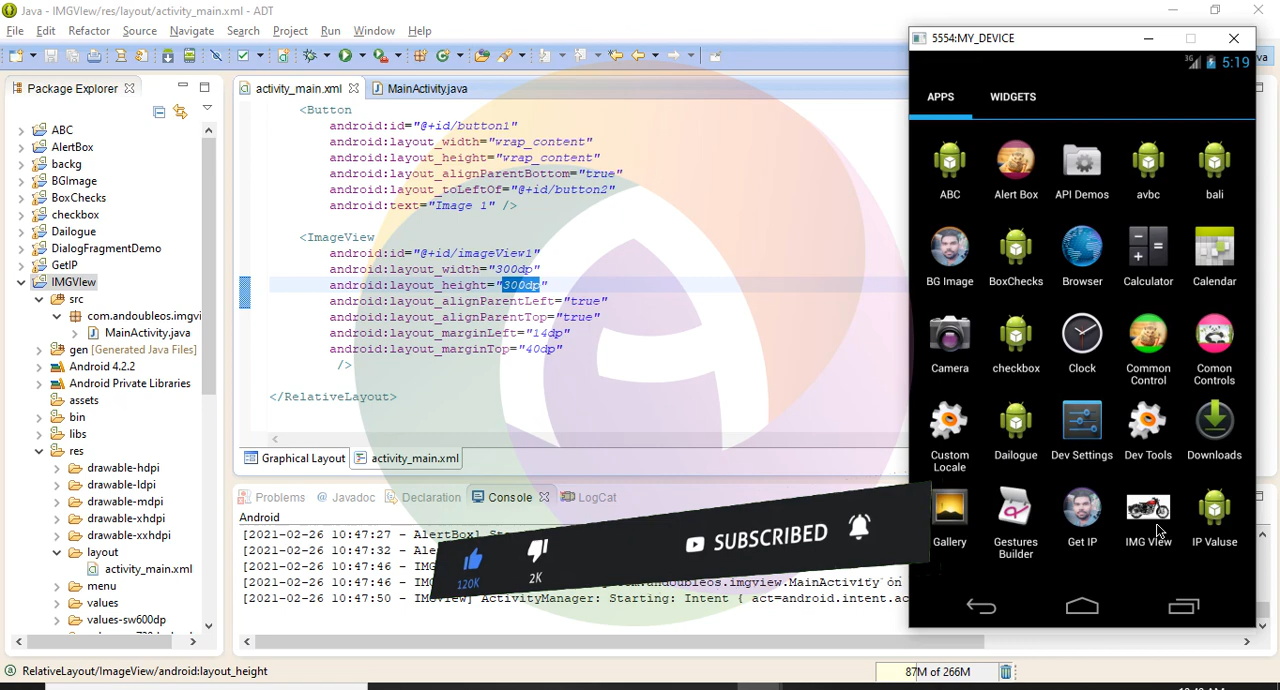 Java - IMGVIew/res/layout/activity_main.xml - ADT
File Edit Refactor Source Navigate Search Project Run Window Help
Package Explorer
ABC
AlertBox
backg
BGImage
BoxChecks
checkbox
Dailogue
DialogFragmentDemo
GetIP
IMGVIew
src
com.andoubleos.imgvi
MainActivity.java
gen [Generated Java Files]
Android 4.2.2
Android Private Libraries
assets
bin
libs
res
drawable-hdpi
drawable-ldpi
drawable-mdpi
drawable-xhdpi
drawable-xxhdpi
layout
activity_main.xml
menu
values
values-sw600dp
activity_main.xml
MainActivity.java
<Button
android:id="@+id/button1"
android:layout_width="wrap_content"
android:layout_height="wrap_content"
android:layout_alignParentBottom="true"
android:layout_toLeftOf="@+id/button2"
android:text="Image 1" />
<ImageView
android:id="@+id/imageView1"
android:layout_width="300dp"
android:layout_height="300dp"
android:layout_alignParentLeft="true"
android:layout_alignParentTop="true"
android:layout_marginLeft="14dp"
android:layout_marginTop="40dp"
/>
</RelativeLayout>
Graphical Layout
activity_main.xml
Problems Javadoc Declaration Console LogCat
Android
[2021-02-26 10:47:27 - AlertBox]
[2021-02-26 10:47:32 - Al
[2021-02-26 10:47:46 - IM
[2021-02-26 10:47:46 - IM .andoubleos.imgview.MainActivity on
[2021-02-26 10:47:50 - IMGVIew] ActivityManager: Starting: Intent { act=android.intent.ac
120K
2K
SUBSCRIBED
5554:MY_DEVICE
3G 5:19
APPS WIDGETS
ABC Alert Box API Demos avbc bali
BG Image BoxChecks Browser Calculator Calendar
Camera checkbox Clock Common Control Comon Controls
Custom Locale Dailogue Dev Settings Dev Tools Downloads
Gallery Gestures Builder Get IP IMG View IP Valuse
RelativeLayout/ImageView/android:layout_height
87M of 266M